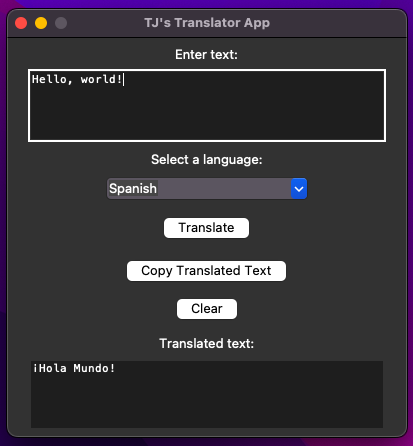 TJ's Translator App
Enter text:
Hello, world!
Select a language:
Spanish
Translate
Copy Translated Text
Clear
Translated text:
¡Hola Mundo!